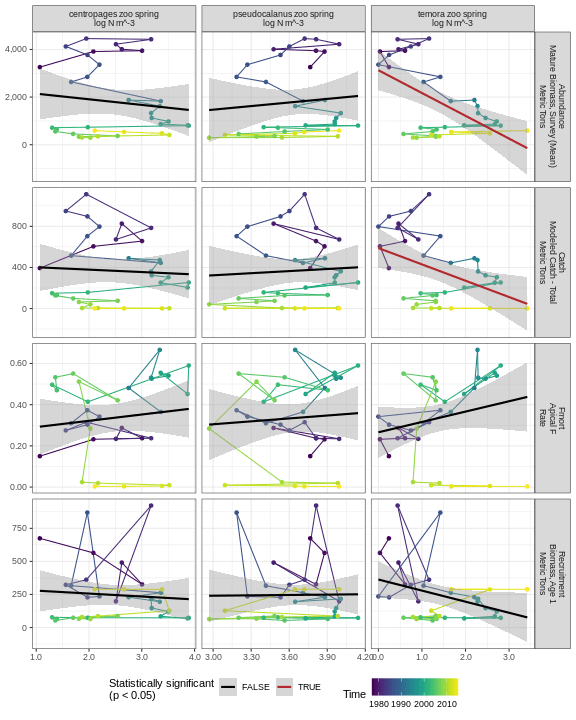 centropages zoo spring
log N m^-3
pseudocalanus zoo spring
log N m^-3
temora zoo spring
log N m^-3
4,000
2,000
0
Abundance
Mature Biomass, Survey (Mean)
Metric Tons
800
400
0
Catch
Modeled Catch - Total
Metric Tons
0.60
0.40
0.20
0.00
Fmort
Apical F
Rate
750
500
250
0
Recruitment
Biomass, Age 1
Metric Tons
1.0 2.0 3.0 4.0 3.00 3.30 3.60 3.90 4.20 0.0 1.0 2.0 3.0
Statistically significant
(p < 0.05)
FALSE TRUE
Time
1980 1990 2000 2010